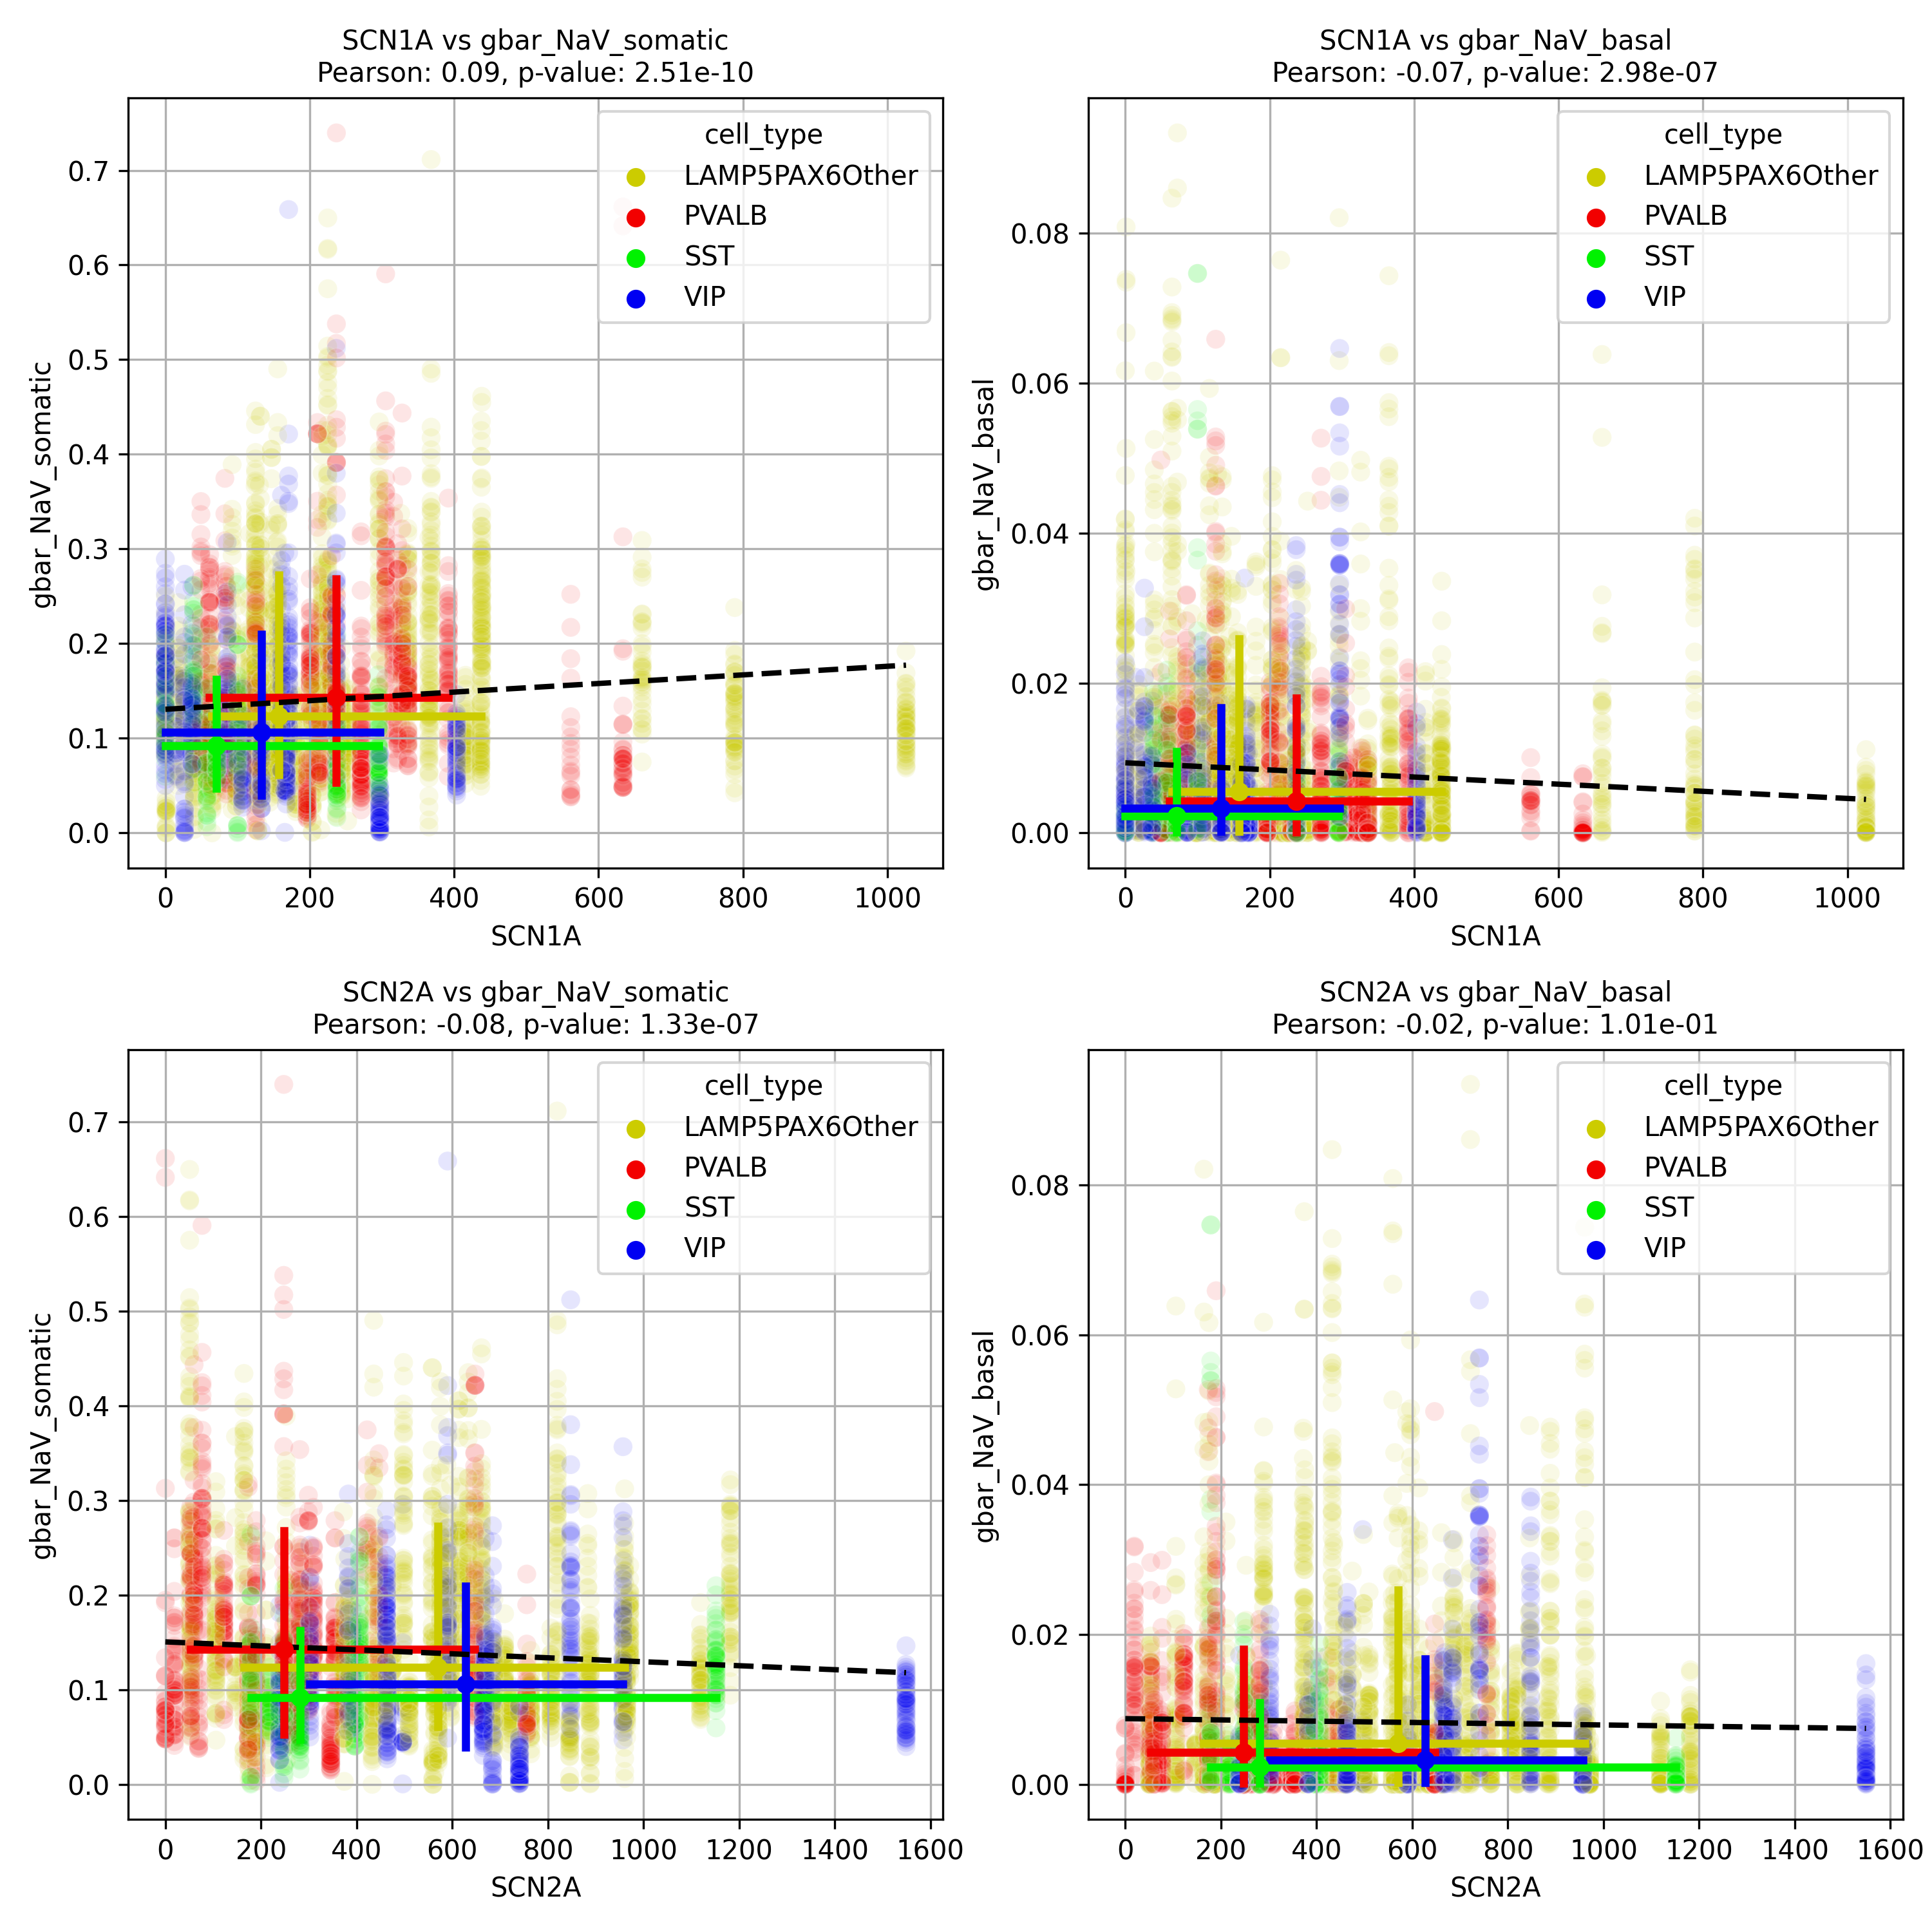 SCN1A vs gbar_NaV_somatic
Pearson: 0.09, p-value: 2.51e-10
gbar_NaV_somatic
0.7
0.6
0.5
0.4
0.3
0.2
0.1
0.0
cell_type
LAMP5PAX6Other
PVALB
SST
VIP
0 200 400 600 800 1000
SCN1A
SCN1A vs gbar_NaV_basal
Pearson: -0.07, p-value: 2.98e-07
gbar_NaV_basal
0.08
0.06
0.04
0.02
0.00
cell_type
LAMP5PAX6Other
PVALB
SST
VIP
0 200 400 600 800 1000
SCN1A
SCN2A vs gbar_NaV_somatic
Pearson: -0.08, p-value: 1.33e-07
gbar_NaV_somatic
0.7
0.6
0.5
0.4
0.3
0.2
0.1
0.0
cell_type
LAMP5PAX6Other
PVALB
SST
VIP
0 200 400 600 800 1000 1200 1400 1600
SCN2A
SCN2A vs gbar_NaV_basal
Pearson: -0.02, p-value: 1.01e-01
gbar_NaV_basal
0.08
0.06
0.04
0.02
0.00
cell_type
LAMP5PAX6Other
PVALB
SST
VIP
0 200 400 600 800 1000 1200 1400 1600
SCN2A